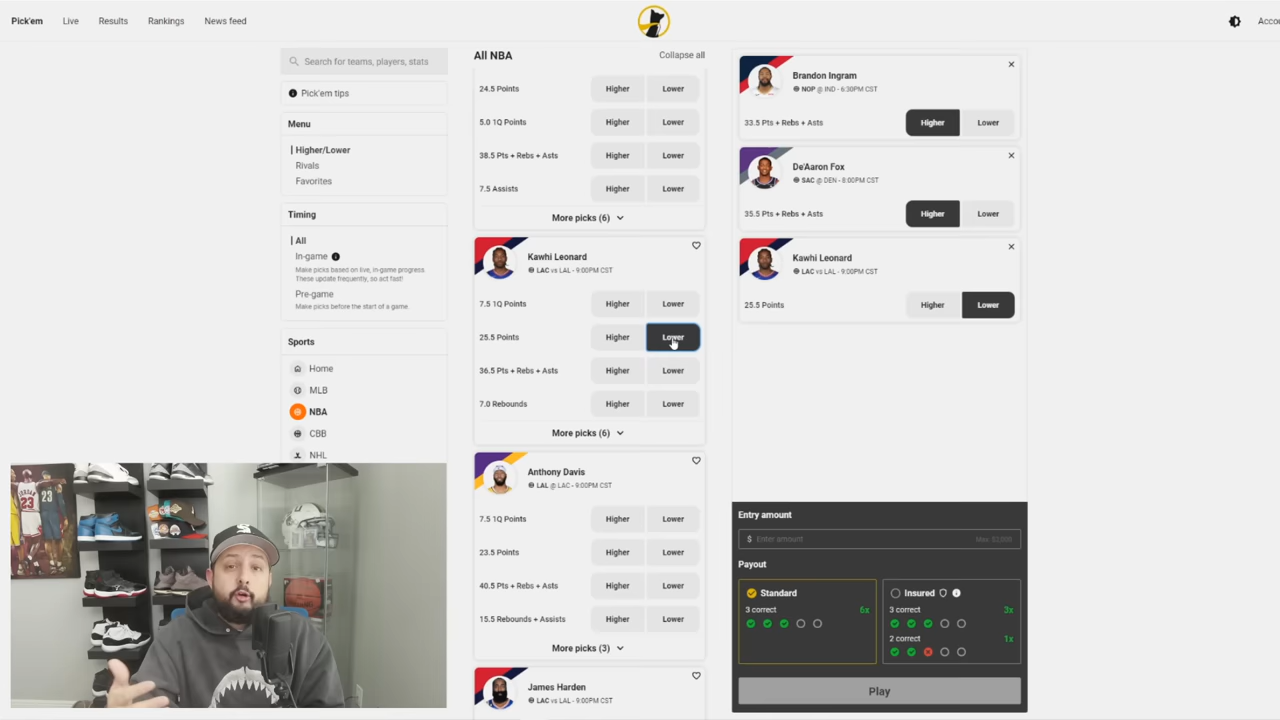 Pick'em
Live
Results
Rankings
News feed
Accou
Search for teams, players, stats
Pick'em tips
Menu
Higher/Lower
Rivals
Favorites
Timing
All
In-game
Make picks based on live, in-game progress
These update frequently, so act fast!
Pre-game
Make picks before the start of a game.
Sports
Home
MLB
NBA
CBB
NHL
All NBA
Collapse all
24.5 Points
Higher
Lower
5.0 1Q Points
Higher
Lower
38.5 Pts + Rebs + Asts
Higher
Lower
7.5 Assists
Higher
Lower
More picks (6)
Kawhi Leonard
LAC vs LAL - 9:00PM CST
7.5 1Q Points
Higher
Lower
25.5 Points
Higher
Lower
36.5 Pts + Rebs + Asts
Higher
Lower
7.0 Rebounds
Higher
Lower
More picks (6)
Anthony Davis
LAL @ LAC - 9:00PM CST
7.5 1Q Points
Higher
Lower
23.5 Points
Higher
Lower
40.5 Pts + Rebs + Asts
Higher
Lower
15.5 Rebounds + Assists
Higher
Lower
More picks (3)
James Harden
LAC vs LAL - 9:00PM CST
Brandon Ingram
NOP @ IND - 6:30PM CST
33.5 Pts + Rebs + Asts
Higher
Lower
De'Aaron Fox
SAC @ DEN - 8:00PM CST
35.5 Pts + Rebs + Asts
Higher
Lower
Kawhi Leonard
LAC vs LAL - 9:00PM CST
25.5 Points
Higher
Lower
Entry amount
$ Enter amount
Payout
Standard
3 correct
6x
Insured
3 correct
3x
2 correct
1x
Play
23
23